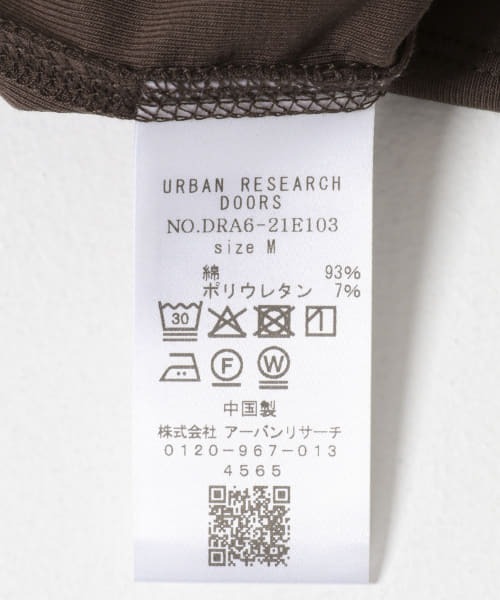 URBAN RESEARCH
DOORS
NO.DRA6-21E103
size M
綿 93%
ポリウレタン 7%
30
F W
中国製
株式会社 アーバンリサーチ
0120-967-013
4565